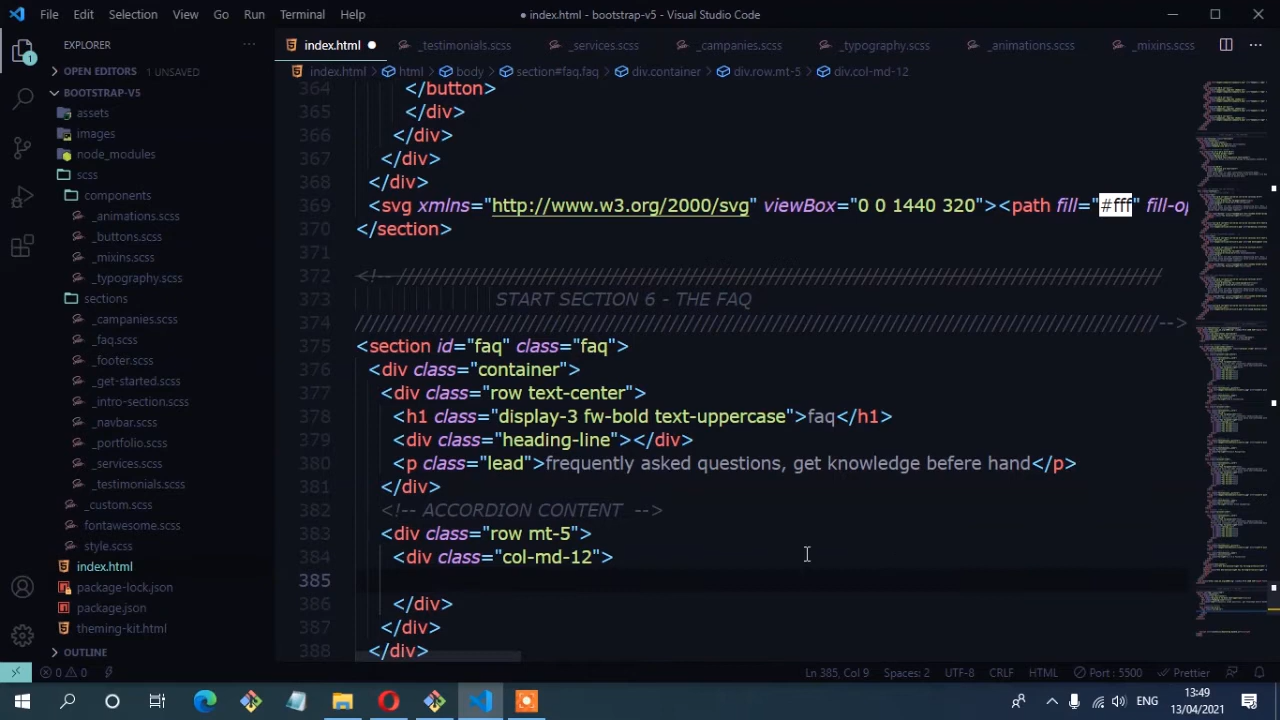 File Edit Selection View Go Run Terminal Help
● index.html - bootstrap-v5 - Visual Studio Code
EXPLORER
index.html
_testimonials.scss
_services.scss
_campanies.scss
_typography.scss
_animations.scss
_mixins.scss
OPEN EDITORS 1 UNSAVED
index.html > html > body > section#faq.faq > div.container > div.row.mt-5 > div.col-md-12
BOOTSTRAP-V5
assets
images
node_modules
scss
components
_animations.scss
_buttons.scss
_mixins.scss
_typography.scss
sections
_campanies.scss
_faq.scss
_footer.scss
_get-started.scss
_intro-section.scss
_navbar.scss
_portfolio.scss
_services.scss
_testimonials.scss
_custom.scss
fontawesome.scss
style.scss
index.html
package-lock.json
package.json
theming-kit.html
OUTLINE
364 </button>
365 </div>
366 </div>
367 </div>
368 </div>
369 <svg xmlns="http://www.w3.org/2000/svg" viewBox="0 0 1440 320"><path fill="#fff" fill-op
370 </section>
371
372
373 SECTION 6 - THE FAQ
374
375 <section id="faq" class="faq">
376 <div class="container">
377 <div class="row text-center">
378 <h1 class="display-3 fw-bold text-uppercase">faq</h1>
379 <div class="heading-line"></div>
380 <p class="lead">frequently asked questions, get knowledge before hand</p>
381 </div>
382 <!-- ACCORDION CONTENT -->
383 <div class="row mt-5">
384 <div class="col-md-12">
385
386 </div>
387 </div>
388 </div>
0 0
Ln 385, Col 9 Spaces: 2 UTF-8 CRLF HTML Port : 5500 Prettier
1
ENG
13:49
13/04/2021